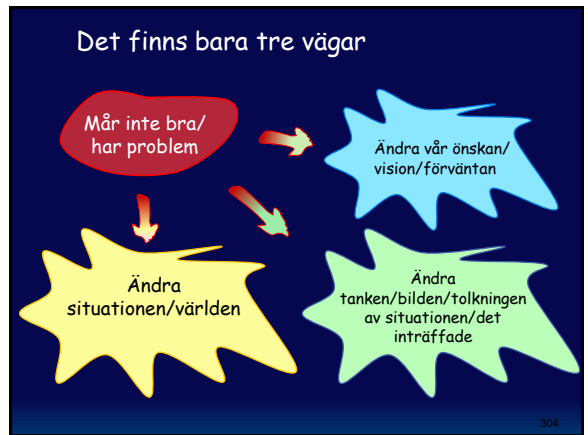 Det finns bara tre vägar
Mår inte bra/
har problem
Ändra vår önskan/
vision/förväntan
Ändra
situationen/världen
Ändra
tanken/bilden/tolkningen
av situationen/det
inträffade
304